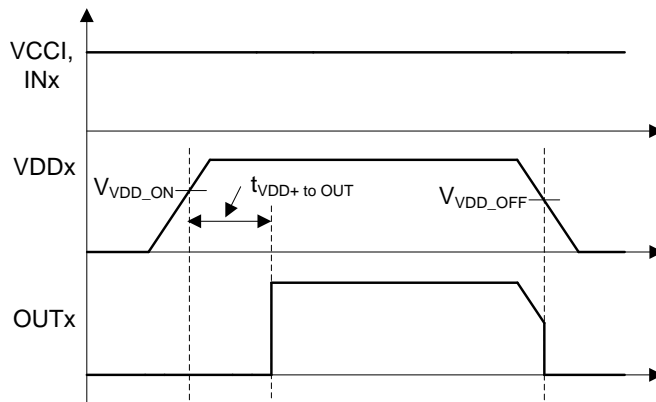 VCCI,
INx
VDDx
VVDD_ON
tVDD+ to OUT
VVDD_OFF
OUTx